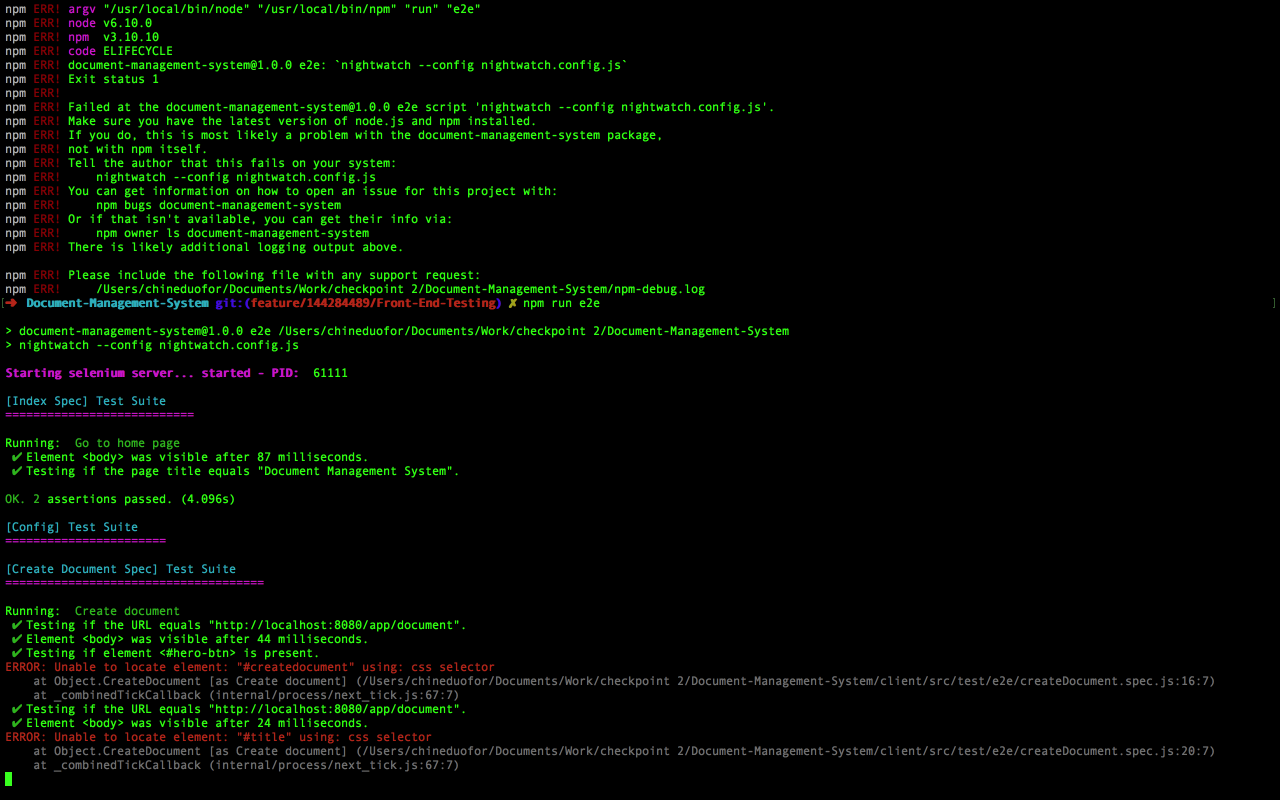 npm ERR! argv "/usr/local/bin/node" "/usr/local/bin/npm" "run" "e2e"
npm ERR! node v6.10.0
npm ERR! npm  v3.10.10
npm ERR! code ELIFECYCLE
npm ERR! document-management-system@1.0.0 e2e: `nightwatch --config nightwatch.config.js`
npm ERR! Exit status 1
npm ERR!
npm ERR! Failed at the document-management-system@1.0.0 e2e script 'nightwatch --config nightwatch.config.js'.
npm ERR! Make sure you have the latest version of node.js and npm installed.
npm ERR! If you do, this is most likely a problem with the document-management-system package,
npm ERR! not with npm itself.
npm ERR! Tell the author that this fails on your system:
npm ERR!     nightwatch --config nightwatch.config.js
npm ERR! You can get information on how to open an issue for this project with:
npm ERR!     npm bugs document-management-system
npm ERR! Or if that isn't available, you can get their info via:
npm ERR!     npm owner ls document-management-system
npm ERR! There is likely additional logging output above.

npm ERR! Please include the following file with any support request:
npm ERR!     /Users/chineduofor/Documents/Work/checkpoint 2/Document-Management-System/npm-debug.log
[➜  Document-Management-System git:(feature/144284489/Front-End-Testing) ✗ npm run e2e ]

> document-management-system@1.0.0 e2e /Users/chineduofor/Documents/Work/checkpoint 2/Document-Management-System
> nightwatch --config nightwatch.config.js

Starting selenium server... started - PID:  61111

[Index Spec] Test Suite
===========================

Running:  Go to home page
 ✔ Element <body> was visible after 87 milliseconds.
 ✔ Testing if the page title equals "Document Management System".

OK. 2 assertions passed. (4.096s)

[Config] Test Suite
=======================

[Create Document Spec] Test Suite
=====================================

Running:  Create document
 ✔ Testing if the URL equals "http://localhost:8080/app/document".
 ✔ Element <body> was visible after 44 milliseconds.
 ✔ Testing if element <#hero-btn> is present.
ERROR: Unable to locate element: "#createdocument" using: css selector
    at Object.CreateDocument [as Create document] (/Users/chineduofor/Documents/Work/checkpoint 2/Document-Management-System/client/src/test/e2e/createDocument.spec.js:16:7)
    at _combinedTickCallback (internal/process/next_tick.js:67:7)
 ✔ Testing if the URL equals "http://localhost:8080/app/document".
 ✔ Element <body> was visible after 24 milliseconds.
ERROR: Unable to locate element: "#title" using: css selector
    at Object.CreateDocument [as Create document] (/Users/chineduofor/Documents/Work/checkpoint 2/Document-Management-System/client/src/test/e2e/createDocument.spec.js:20:7)
    at _combinedTickCallback (internal/process/next_tick.js:67:7)